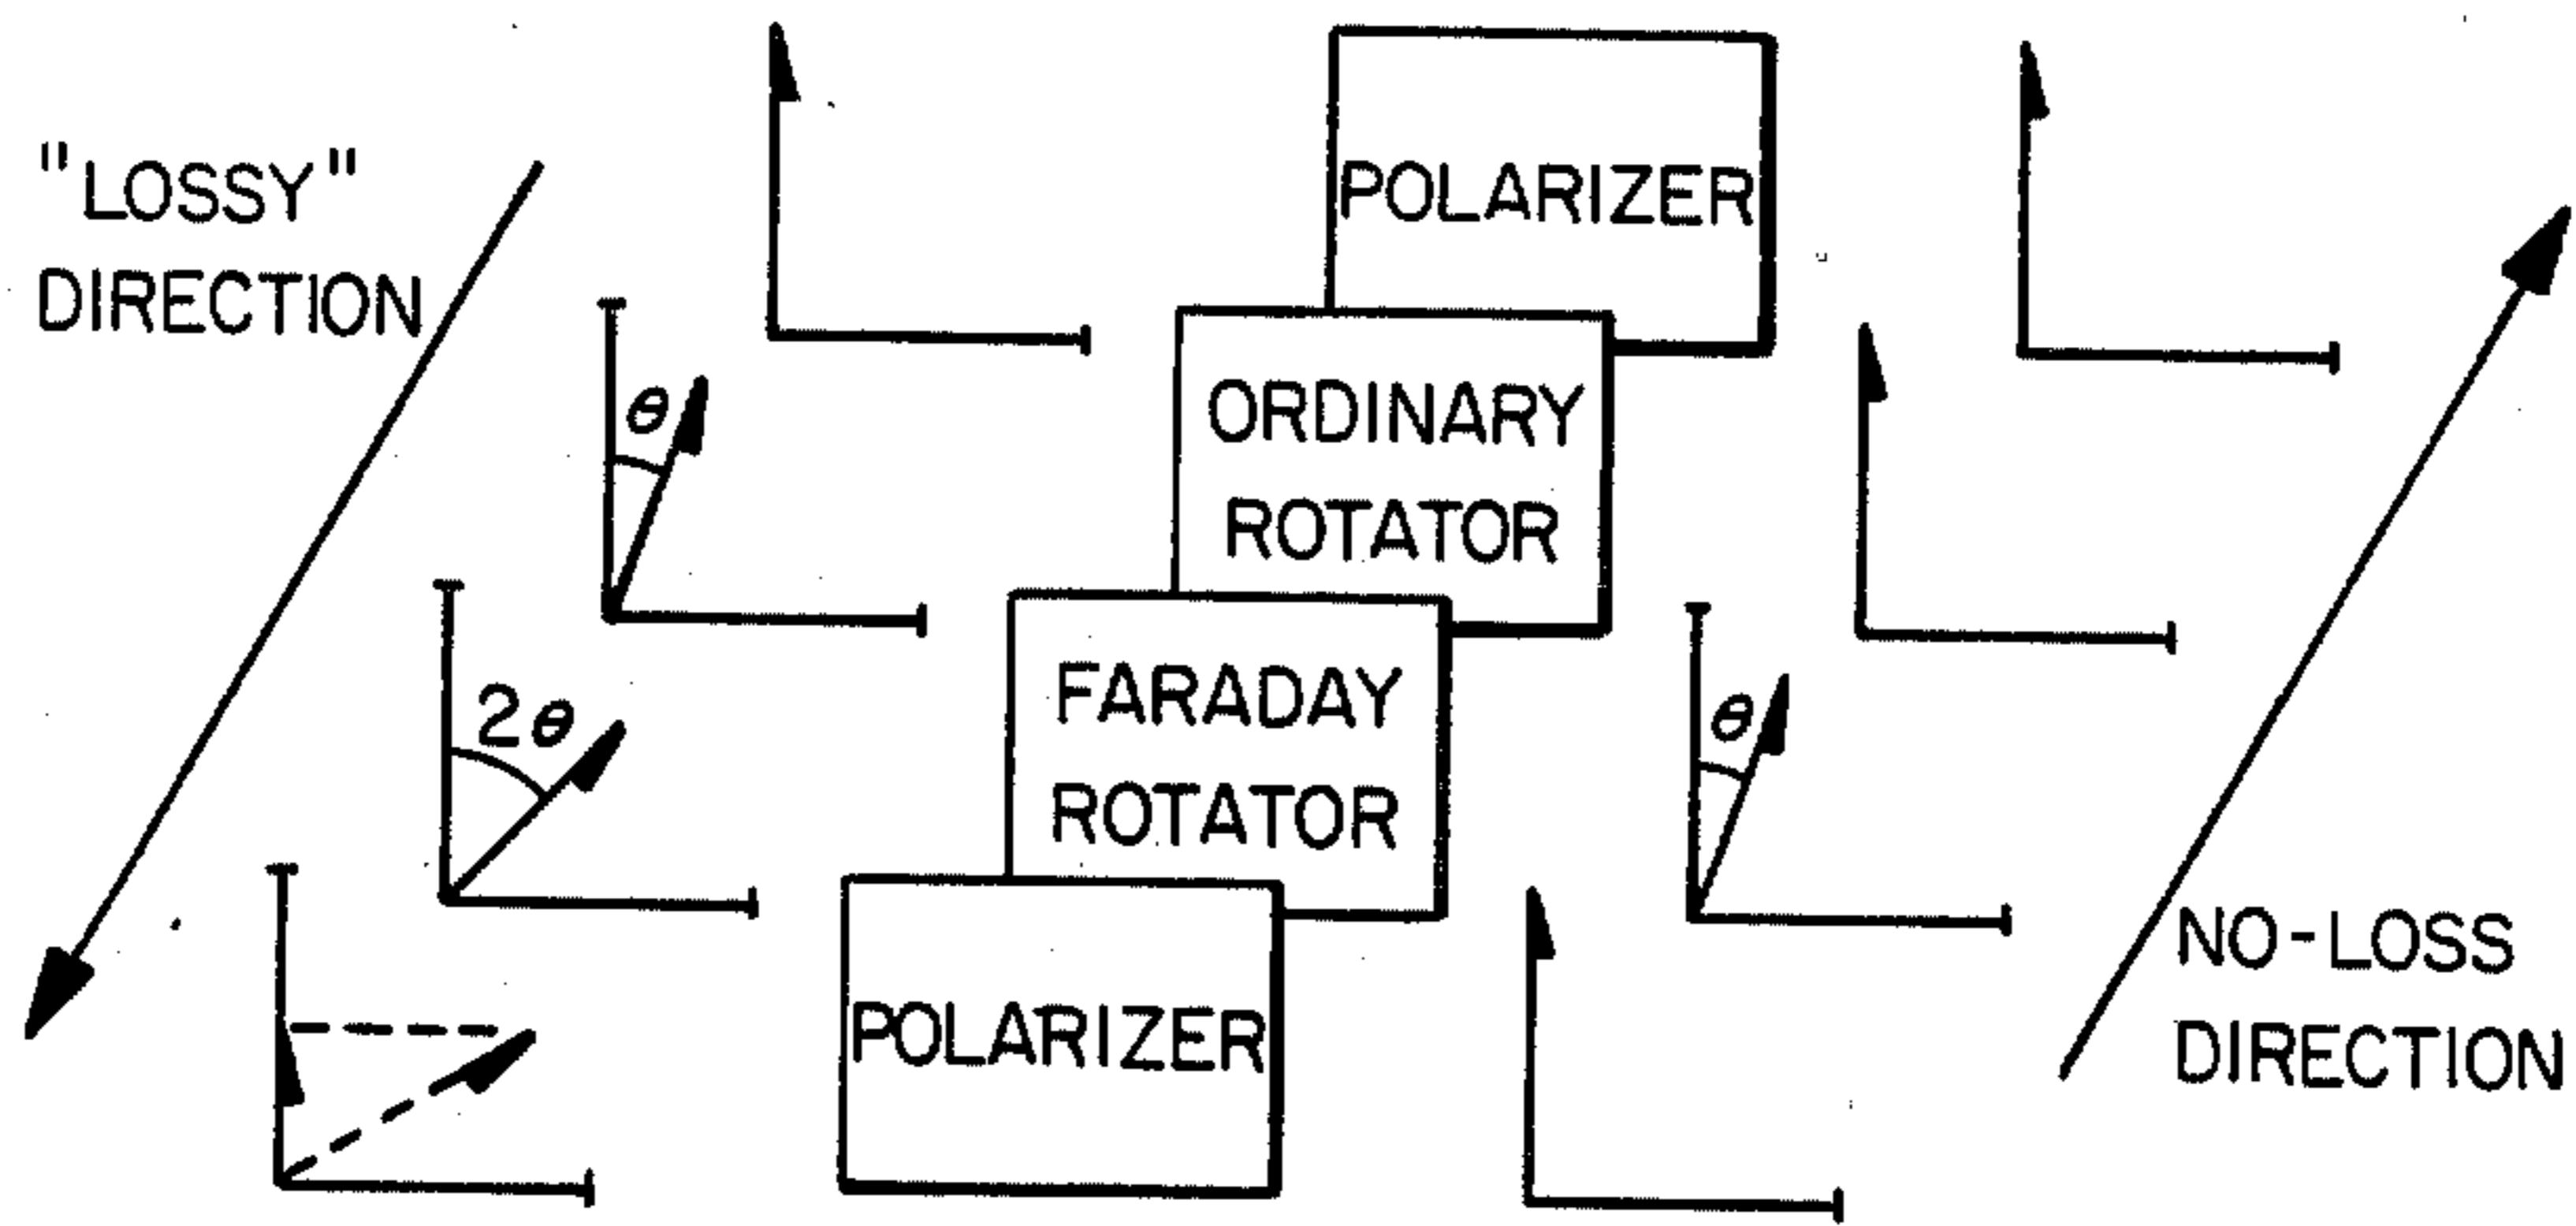 "LOSSY"
DIRECTION
POLARIZER
θ
ORDINARY
ROTATOR
2θ
FARADAY
ROTATOR
θ
POLARIZER
NO-LOSS
DIRECTION